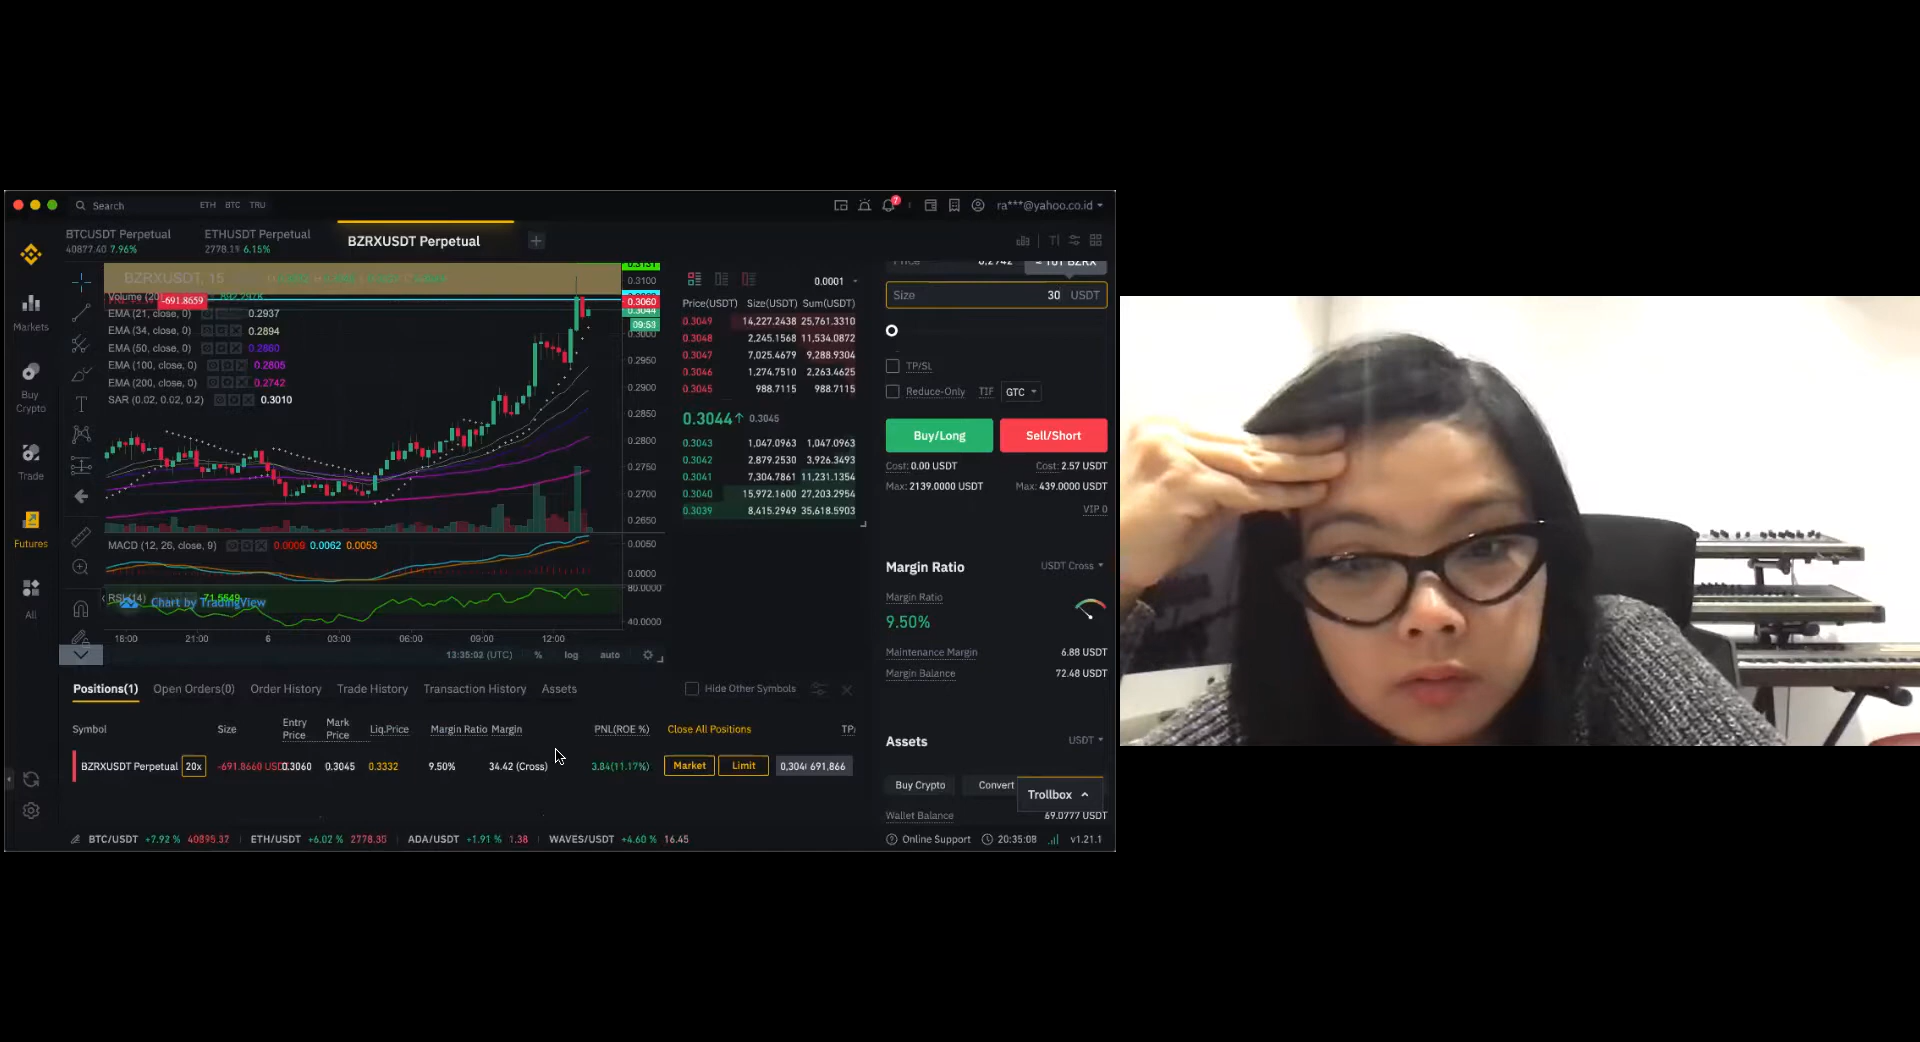 Search ETH BTC TRU 7 ra***@yahoo.co.id
BTCUSDT Perpetual
40877.40 7.96%
ETHUSDT Perpetual
2778.19 6.15%
BZRXUSDT Perpetual
Markets
Buy
Crypto
Trade
Futures
All
BZRXUSDT, 15
Volume (20)
-691.8659
EMA (21, close, 0) 0.2937
EMA (34, close, 0) 0.2894
EMA (50, close, 0) 0.2860
EMA (100, close, 0) 0.2805
EMA (200, close, 0) 0.2742
SAR (0.02, 0.02, 0.2) 0.3010
MACD (12, 26, close, 9) 0.0009 0.0062 0.0053
RSI (14) 71.5549
Chart by TradingView
0.3131
0.3100
0.3060
0.3044
09:53
0.3000
0.2950
0.2900
0.2850
0.2800
0.2750
0.2700
0.2650
0.0050
0.0000
80.0000
40.0000
18:00 21:00 6 03:00 06:00 09:00 12:00
13:35:02 (UTC) % log auto
0.0001
Price(USDT) Size(USDT) Sum(USDT)
0.3049 14,227.2438 25,761.3310
0.3048 2,245.1568 11,534.0872
0.3047 7,025.4679 9,288.9304
0.3046 1,274.7510 2,263.4625
0.3045 988.7115 988.7115
0.3044↑ 0.3045
0.3043 1,047.0963 1,047.0963
0.3042 2,879.2530 3,926.3493
0.3041 7,304.7861 11,231.1354
0.3040 15,972.1600 27,203.2954
0.3039 8,415.2949 35,618.5903
Size 30 USDT
TP/SL
Reduce-Only TIF GTC
Buy/Long Sell/Short
Cost: 0.00 USDT Cost: 2.57 USDT
Max: 2139.0000 USDT Max: 439.0000 USDT
VIP 0
Margin Ratio USDT Cross
Margin Ratio
9.50%
Maintenance Margin 6.88 USDT
Margin Balance 72.48 USDT
Assets USDT
Buy Crypto Convert
Trollbox
Wallet Balance 69.0777 USDT
Positions(1) Open Orders(0) Order History Trade History Transaction History Assets Hide Other Symbols
Symbol Size Entry Price Mark Price Liq.Price Margin Ratio Margin PNL(ROE %) Close All Positions TP/
BZRXUSDT Perpetual 20x -691.8660 USD 0.3060 0.3045 0.3332 9.50% 34.42 (Cross) 3.84(11.17%) Market Limit 0.304 691.866
BTC/USDT +7.92 % 40895.37 ETH/USDT +6.02 % 2778.35 ADA/USDT +1.91 % 1.38 WAVES/USDT +4.60 % 16.45
Online Support 20:35:08 v1.21.1